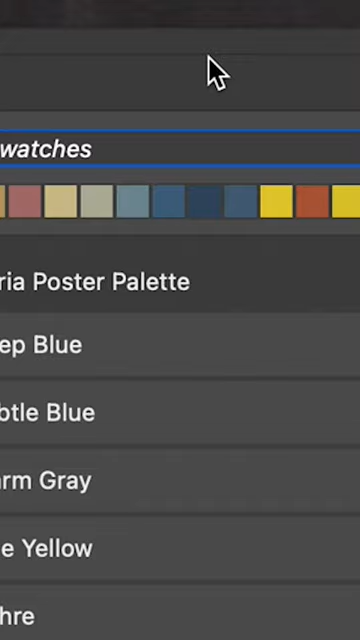 watches
ria Poster Palette
ep Blue
btle Blue
arm Gray
e Yellow
hre